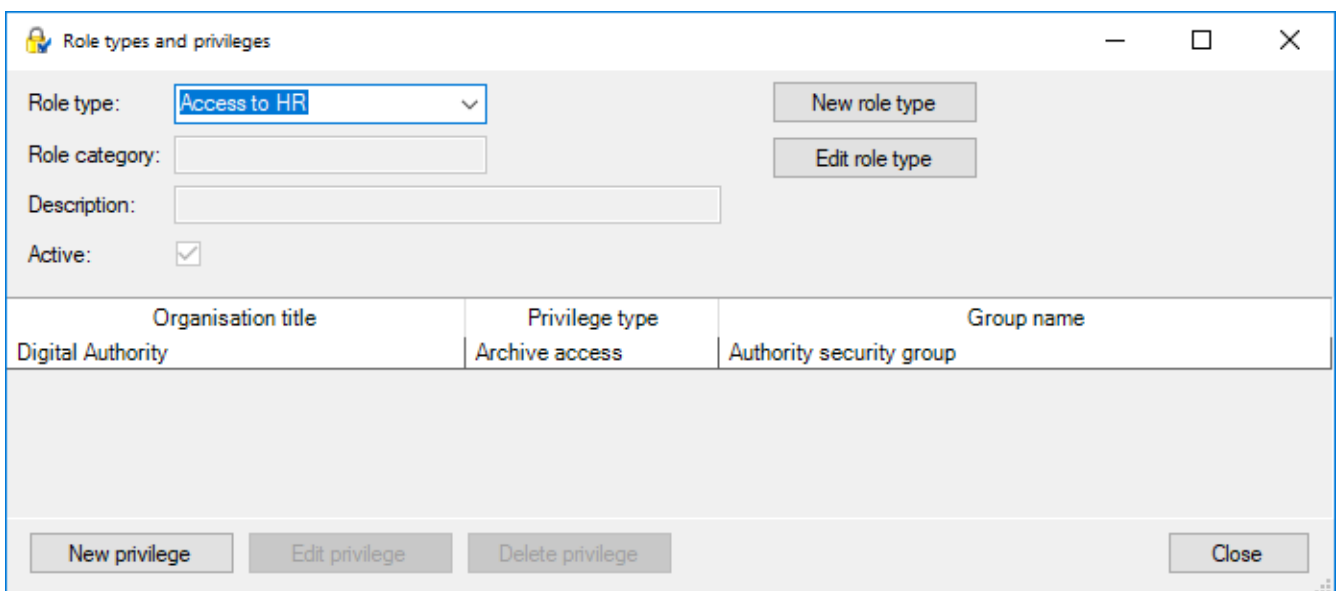 Role types and privileges
Role type: Access to HR New role type
Role category: Edit role type
Description:
Active:
Organisation title Privilege type Group name
Digital Authority Archive access Authority security group
New privilege Edit privilege Delete privilege Close